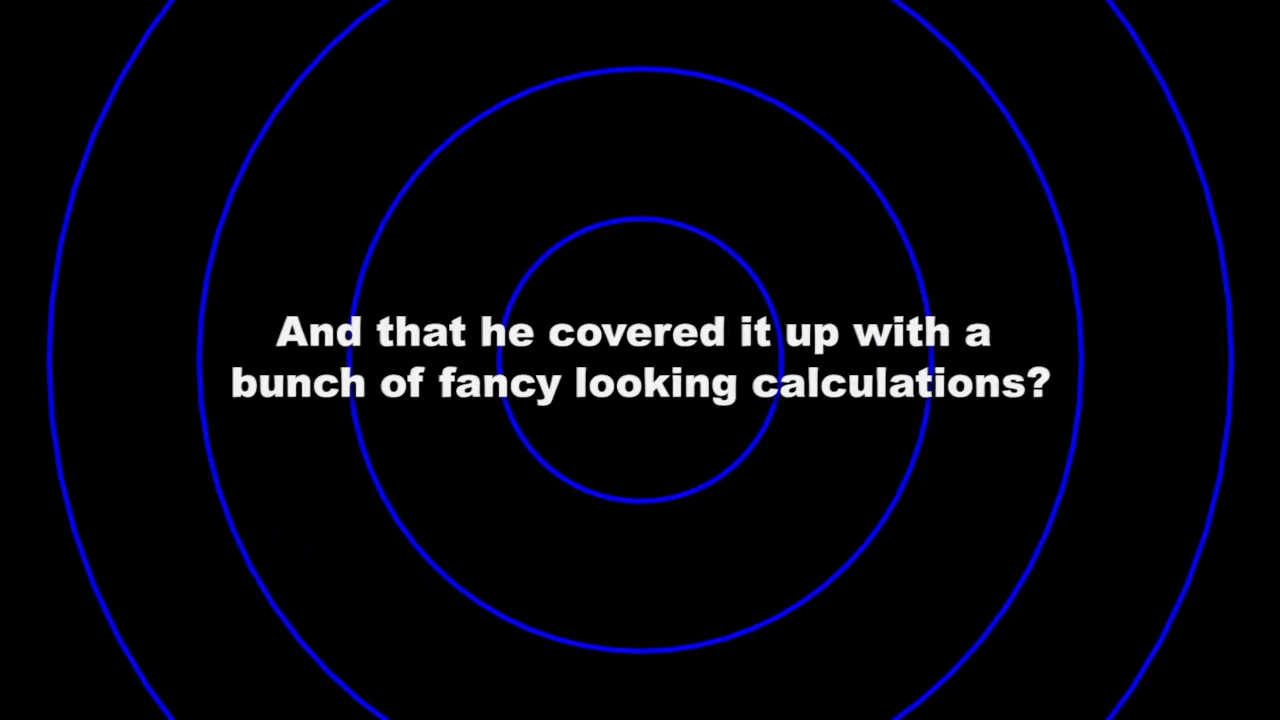 And that he covered it up with a
bunch of fancy looking calculations?